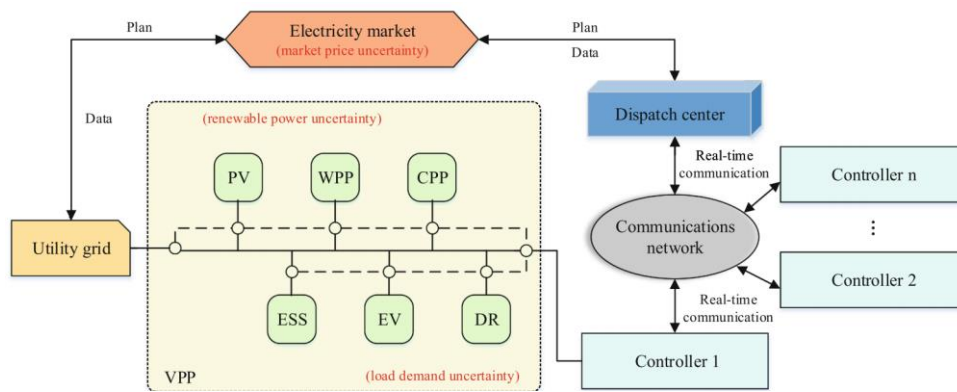 Electricity market
(market price uncertainty)
Plan
Plan
Data
Data
Dispatch center
(renewable power uncertainty)
Real-time
communication
PV
WPP
CPP
Controller n
Communications
network
⋮
Utility grid
Controller 2
ESS
EV
DR
Real-time
communication
Controller 1
VPP
(load demand uncertainty)